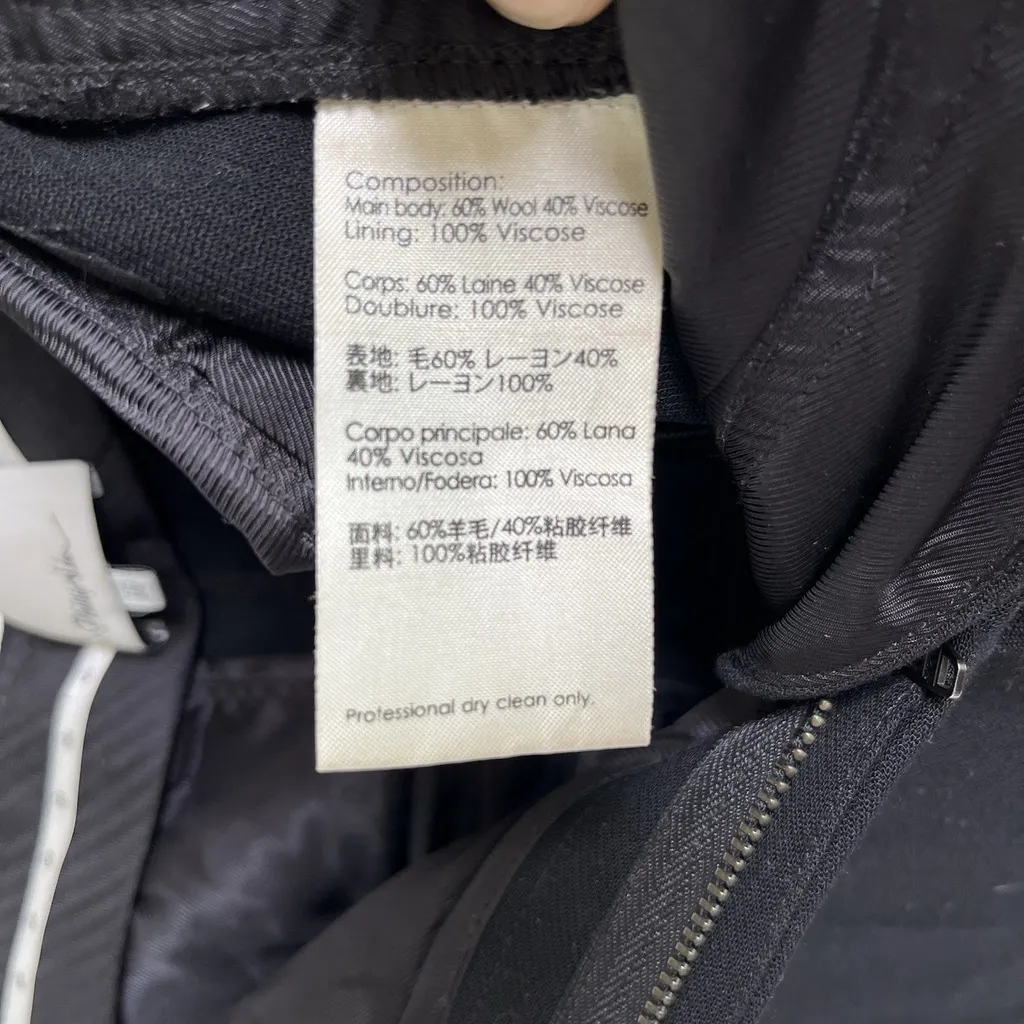 Composition:
Main body: 60% Wool 40% Viscose
Lining: 100% Viscose
Corps: 60% Laine 40% Viscose
Doublure: 100% Viscose
表地: 毛60% レーヨン40%
裏地: レーヨン100%
Corpo principale: 60% Lana
40% Viscosa
Interno/Fodera: 100% Viscosa
面料: 60%羊毛/40%粘胶纤维
里料: 100%粘胶纤维
Professional dry clean only.